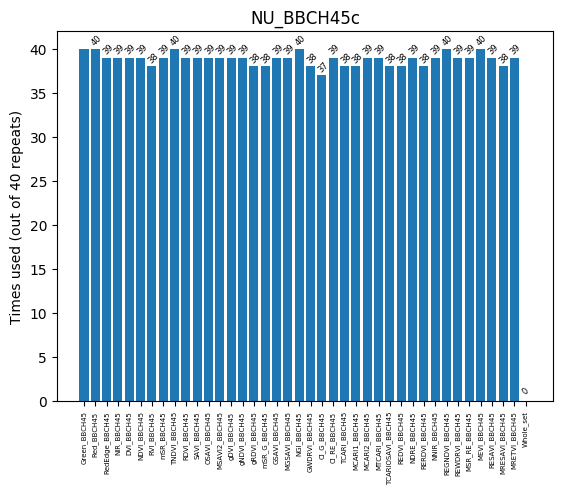 NU_BBCH45c
Times used (out of 40 repeats)
40
35
30
25
20
15
10
5
0
40 39 39 39 39 38 39 40 39 39 39 39 39 39 38 38 39 39 40 38 37 39 38 38 39 39 38 38 39 38 39 40 39 39 40 39 38 39 0
Green_BBCH45
Red_BBCH45
RedEdge_BBCH45
NIR_BBCH45
DVI_BBCH45
NDVI_BBCH45
RVI_BBCH45
mSR_BBCH45
TNDVI_BBCH45
RDVI_BBCH45
SAVI_BBCH45
OSAVI_BBCH45
MSAVI2_BBCH45
gDVI_BBCH45
gNDVI_BBCH45
gRDVI_BBCH45
mSR_G_BBCH45
GSAVI_BBCH45
MGSAVI_BBCH45
NGI_BBCH45
GWDRVI_BBCH45
CI_G_BBCH45
CI_RE_BBCH45
TCARI_BBCH45
MCARI1_BBCH45
MCARI2_BBCH45
MTCARI_BBCH45
TCARIOSAVI_BBCH45
REDVI_BBCH45
NDRE_BBCH45
RERDVI_BBCH45
NNIR_BBCH45
REGNDVI_BBCH45
REWDRVI_BBCH45
MSR_RE_BBCH45
MEVI_BBCH45
RESAVI_BBCH45
MRESAVI_BBCH45
MRETVI_BBCH45
Whole_set